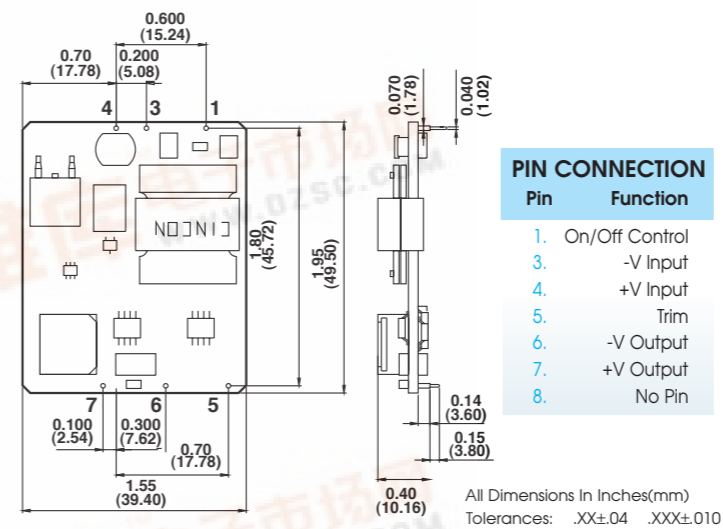 0.600
(15.24)
0.70
(17.78)
0.200
(5.08)
4 3 1
1.80
(45.72)
1.95
(49.50)
7 6 5
0.100
(2.54)
0.300
(7.62)
0.70
(17.78)
1.55
(39.40)
0.070
(1.78)
0.040
(1.02)
0.14
(3.60)
0.15
(3.80)
0.40
(10.16)
PIN CONNECTION
Pin Function
1. On/Off Control
3. -V Input
4. +V Input
5. Trim
6. -V Output
7. +V Output
8. No Pin
All Dimensions In Inches(mm)
Tolerances: .XX±.04 .XXX±.010
WWW.DZSC.COM